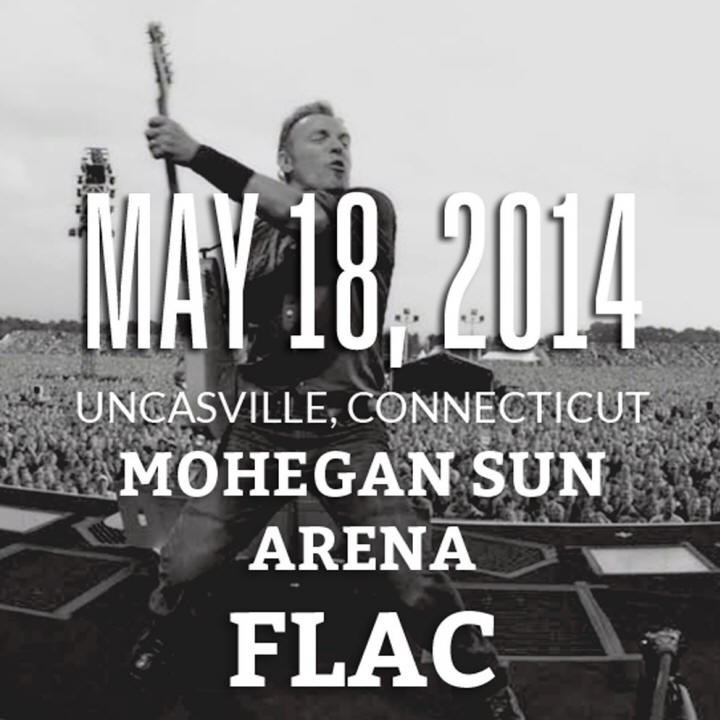 MAY 18, 2014
UNCASVILLE, CONNECTICUT
MOHEGAN SUN
ARENA
FLAC